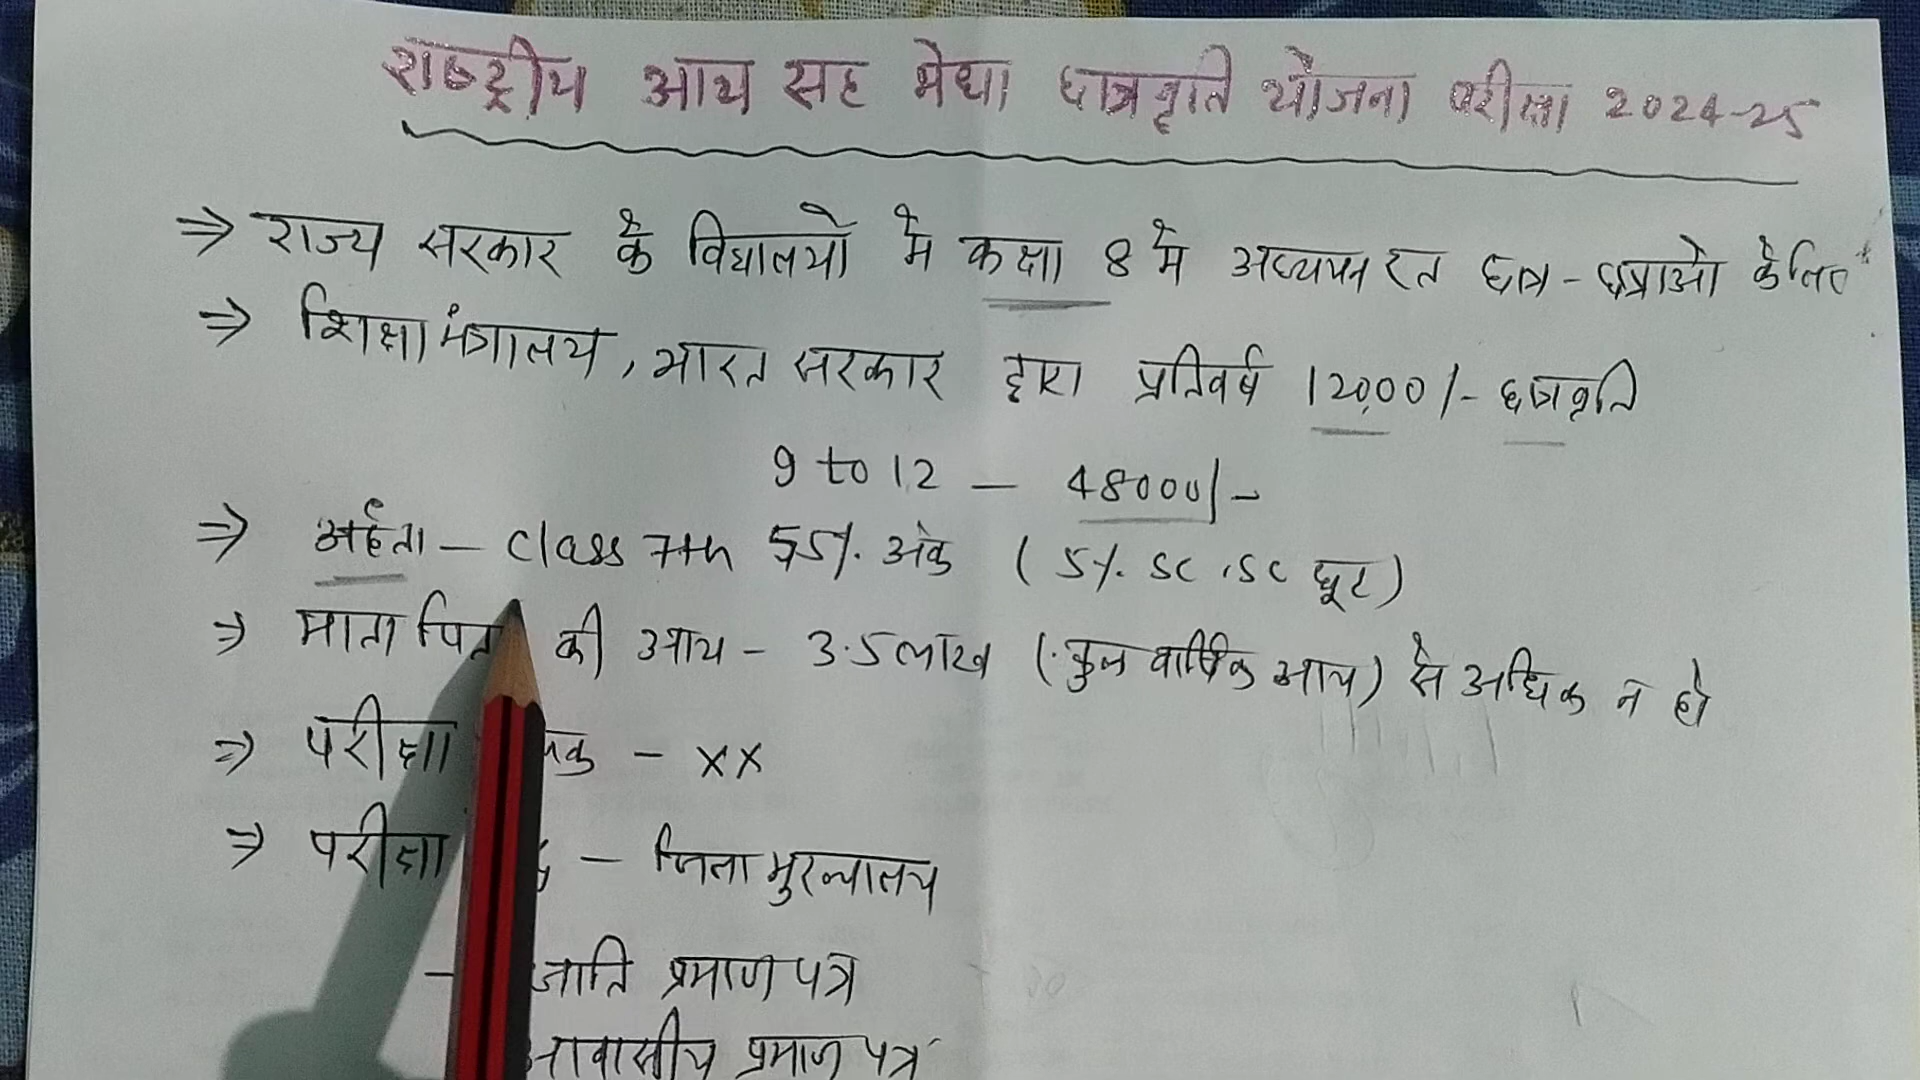 राष्ट्रीय आय सह मेधा छात्रवृति योजना परीक्षा 2024-25
⇒ राज्य सरकार के विद्यालयों में कक्षा 8 में अध्ययनरत छात्र-छात्राओ के लिए
⇒ शिक्षा मंत्रालय, भारत सरकार द्वारा प्रतिवर्ष 12000/- छात्रवृति
9 to 12 - 48000/-
⇒ अर्हता - class 7th 55% अंक (5% SC, SC छूट)
⇒ माता पिता की आय - 3.5 लाख (कुल वार्षिक आय) से अधिक न हो
⇒ परीक्षा - XX
⇒ परीक्षा - जिला मुख्यालय
- जाति प्रमाण पत्र
आवासीय प्रमाण पत्र